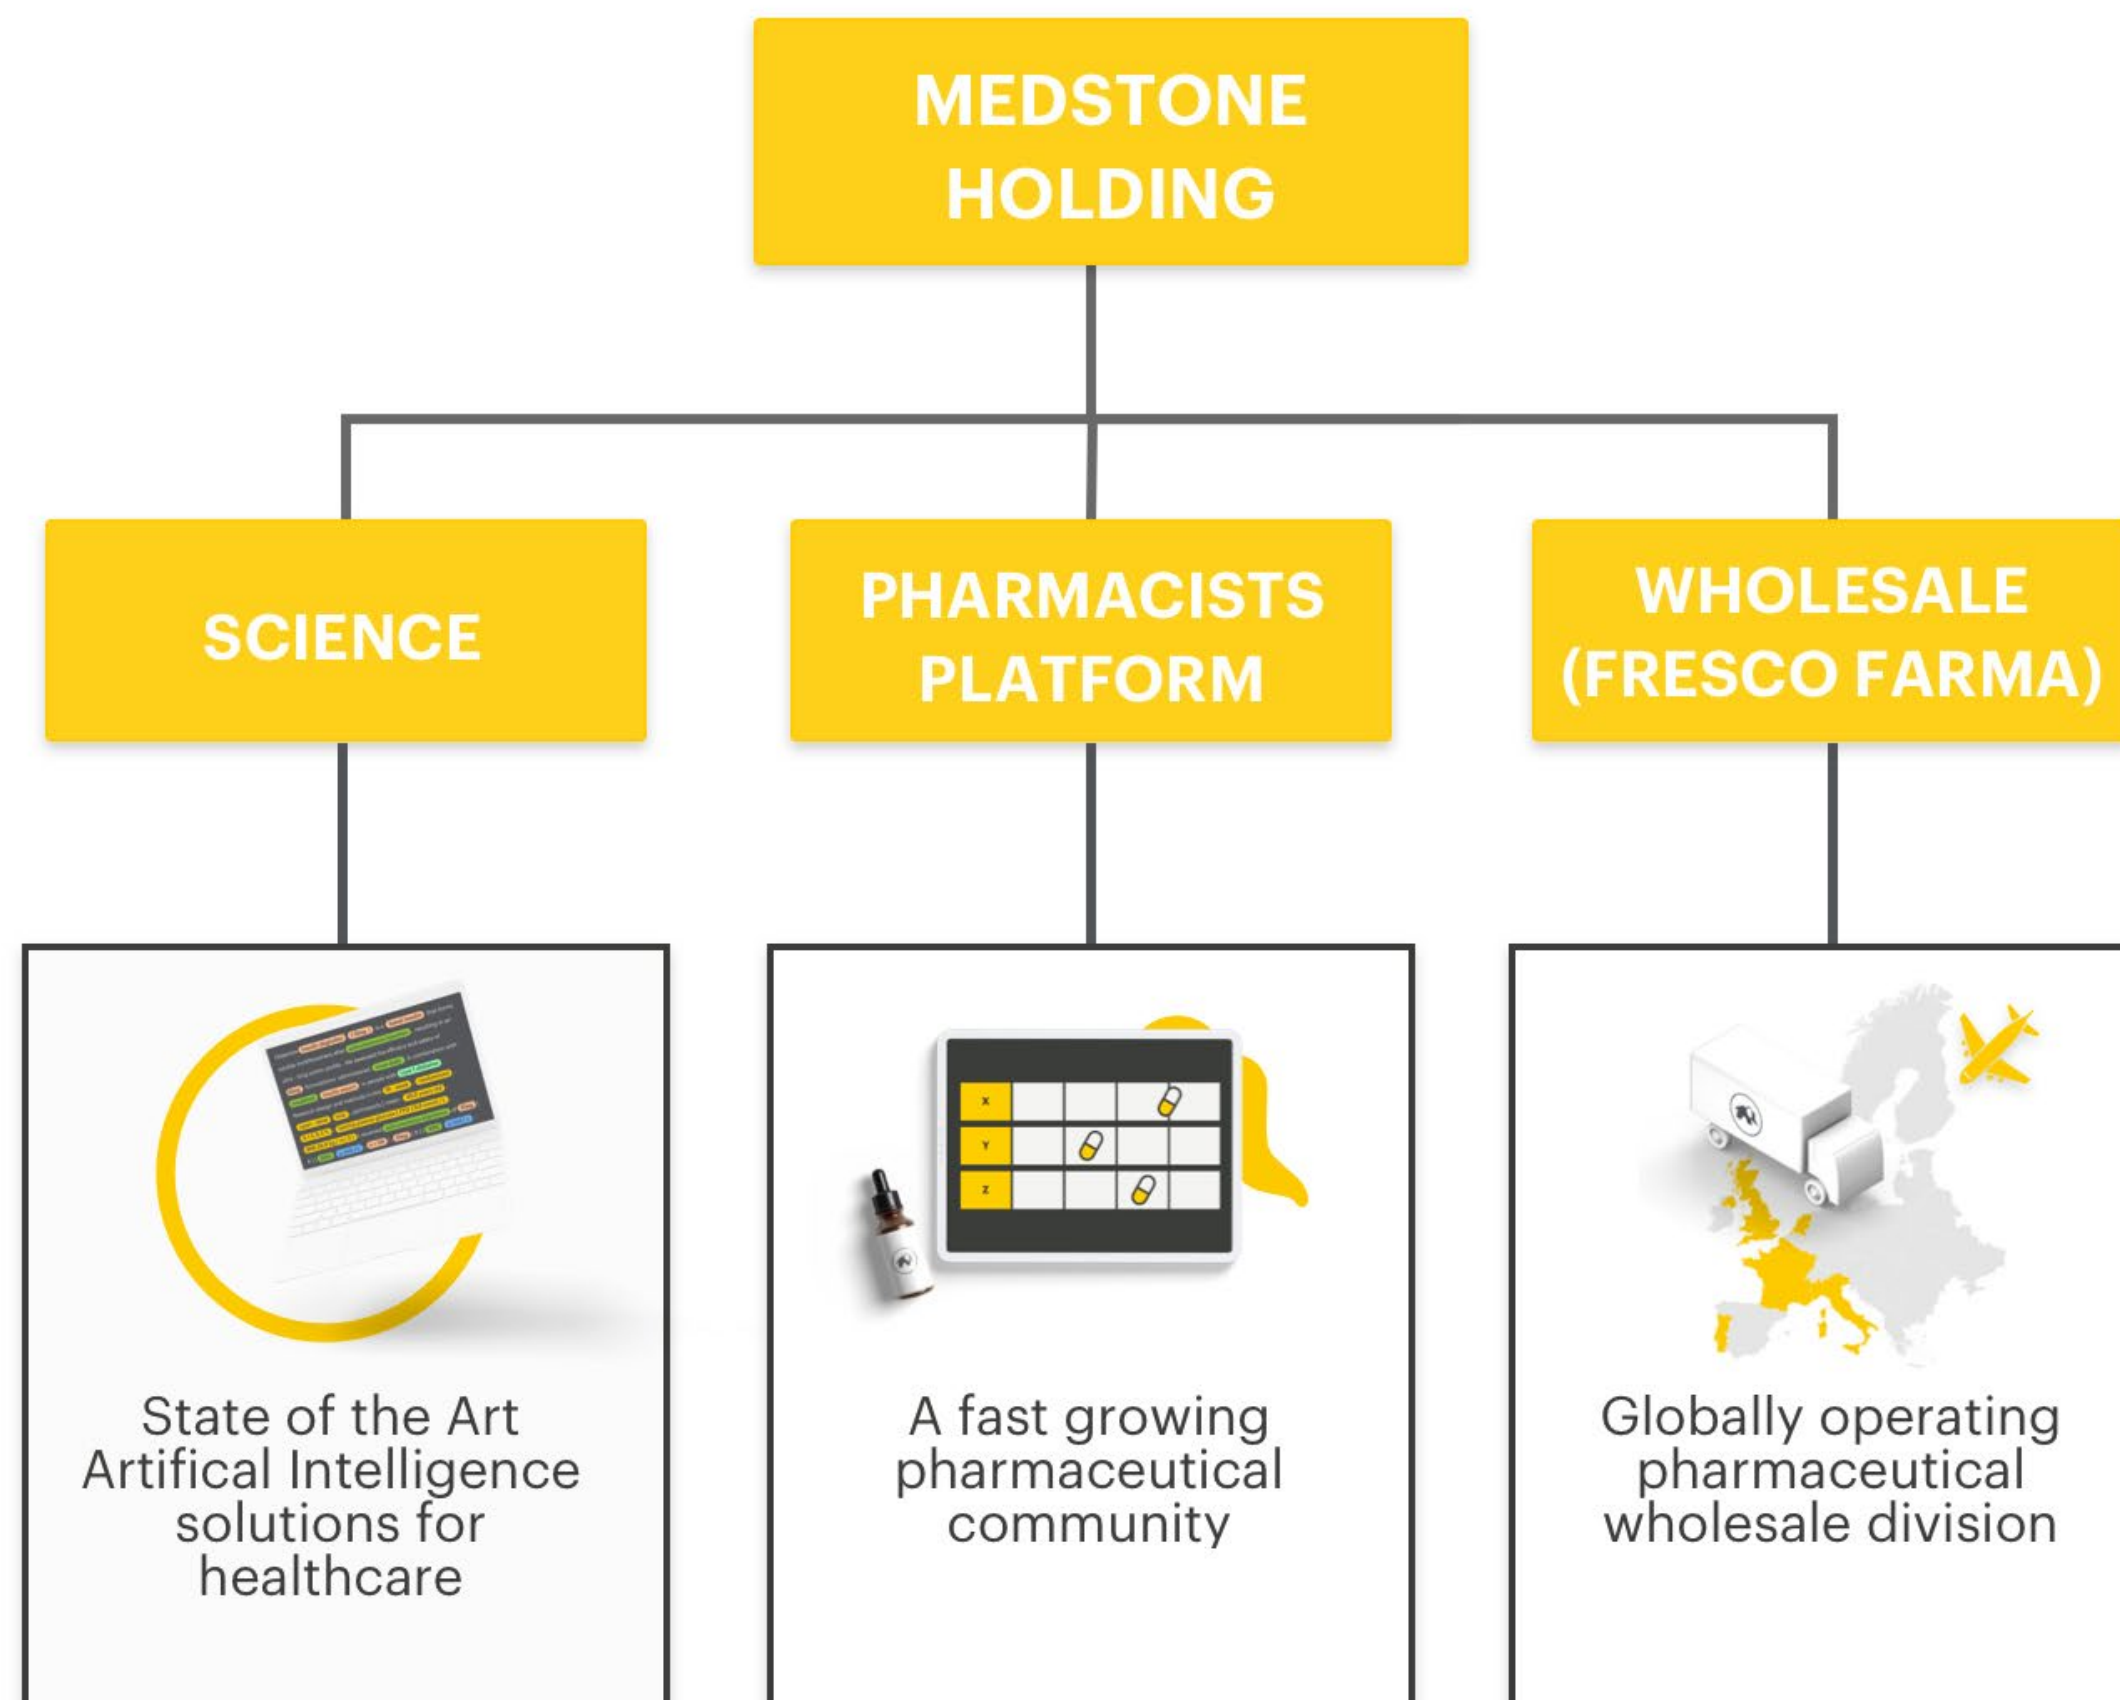 MEDSTONE
HOLDING
SCIENCE
PHARMACISTS
PLATFORM
WHOLESALE
(FRESCO FARMA)
X
Y
Z
State of the Art
Artifical Intelligence
solutions for
healthcare
A fast growing
pharmaceutical
community
Globally operating
pharmaceutical
wholesale division